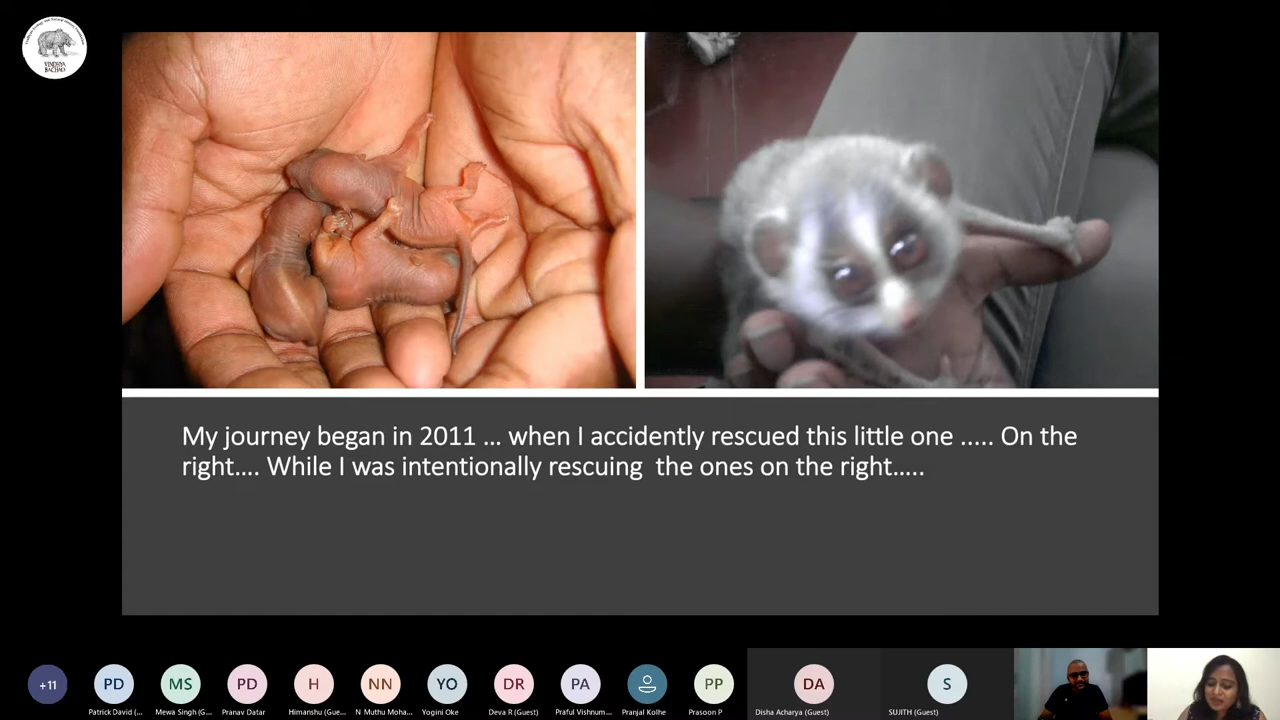 VINDHYA
BACHAO
My journey began in 2011 ... when I accidently rescued this little one ..... On the
right.... While I was intentionally rescuing  the ones on the right.....
+11
PD
MS
PD
H
NN
YO
DR
PA
PP
DA
S
Patrick David (...
Mewa Singh (G...
Pranav Datar
Himanshu (Gue...
N Muthu Moha...
Yogini Oke
Deva R (Guest)
Praful Vishnum...
Pranjal Kolhe
Prasoon P
Disha Acharya (Guest)
SUJITH (Guest)